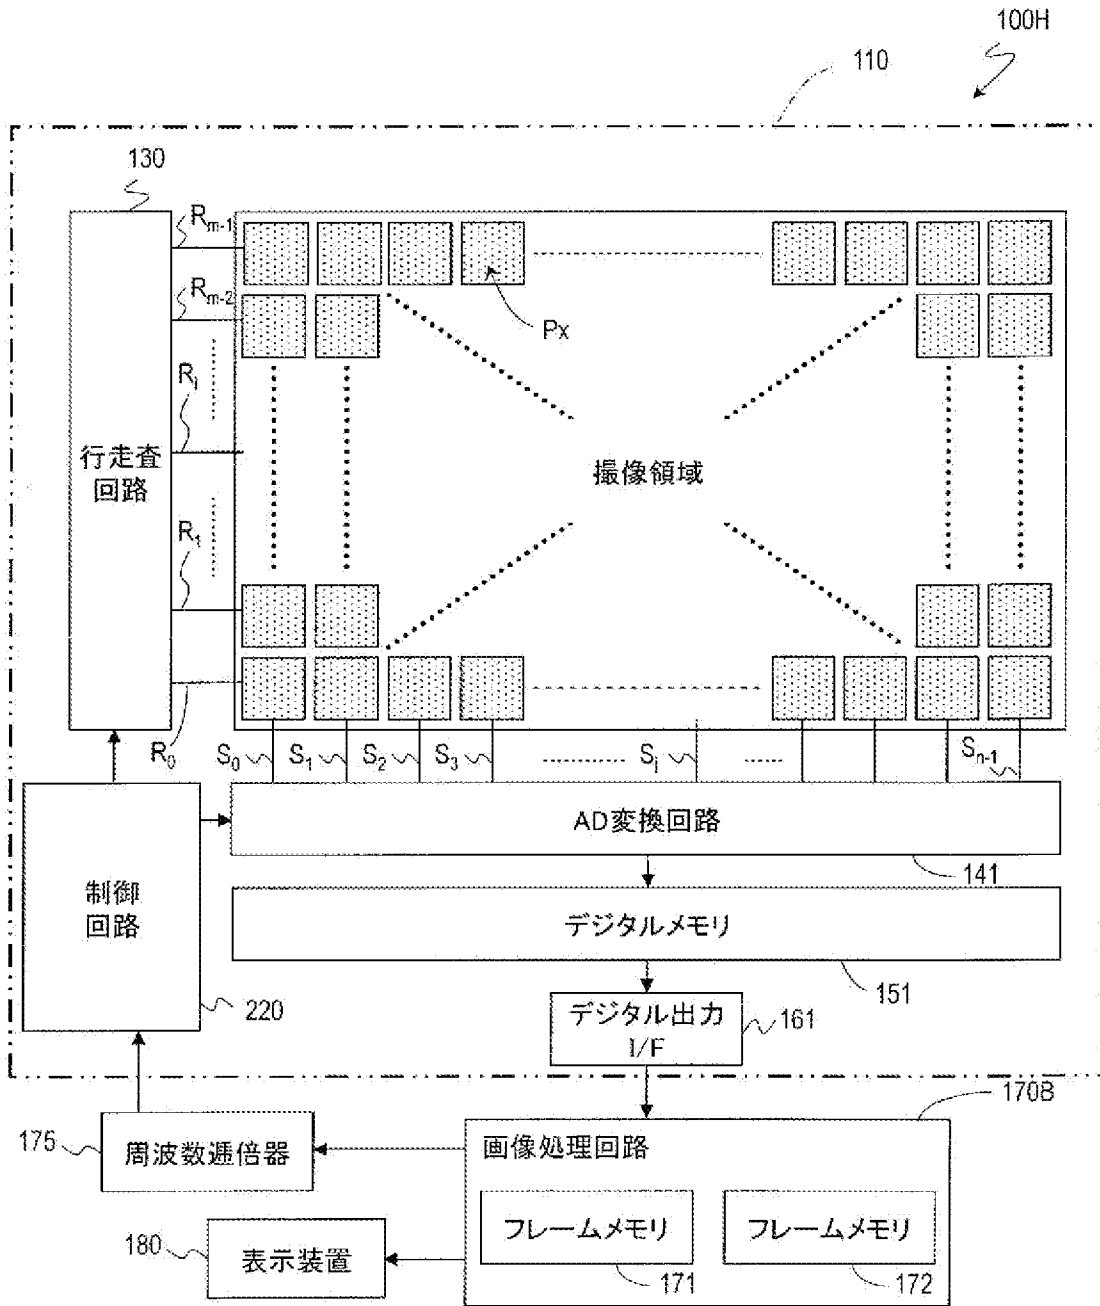 100H
110
130
Rm-1
Rm-2
Px
Ri
行走査
回路
撮像領域
R1
R0
S0 S1 S2 S3 Sj Sn-1
AD変換回路
141
制御
回路
デジタルメモリ
151
220
デジタル出力
I/F
161
170B
175
周波数逓倍器
画像処理回路
180
表示装置
フレームメモリ
171
フレームメモリ
172